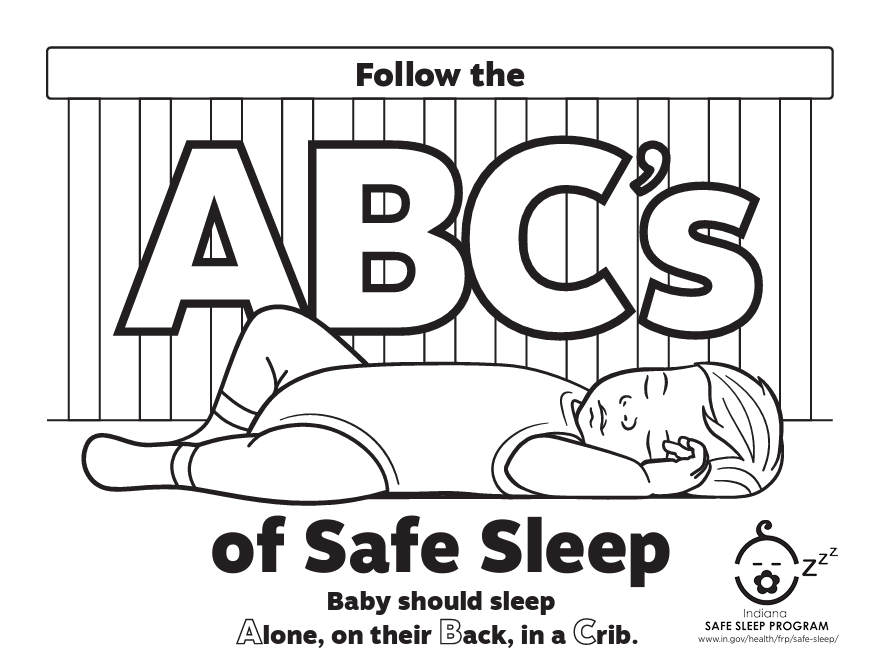 Follow the
ABC's
of Safe Sleep
Baby should sleep
Alone, on their Back, in a Crib.
zzz
Indiana
SAFE SLEEP PROGRAM
www.in.gov/health/frp/safe-sleep/